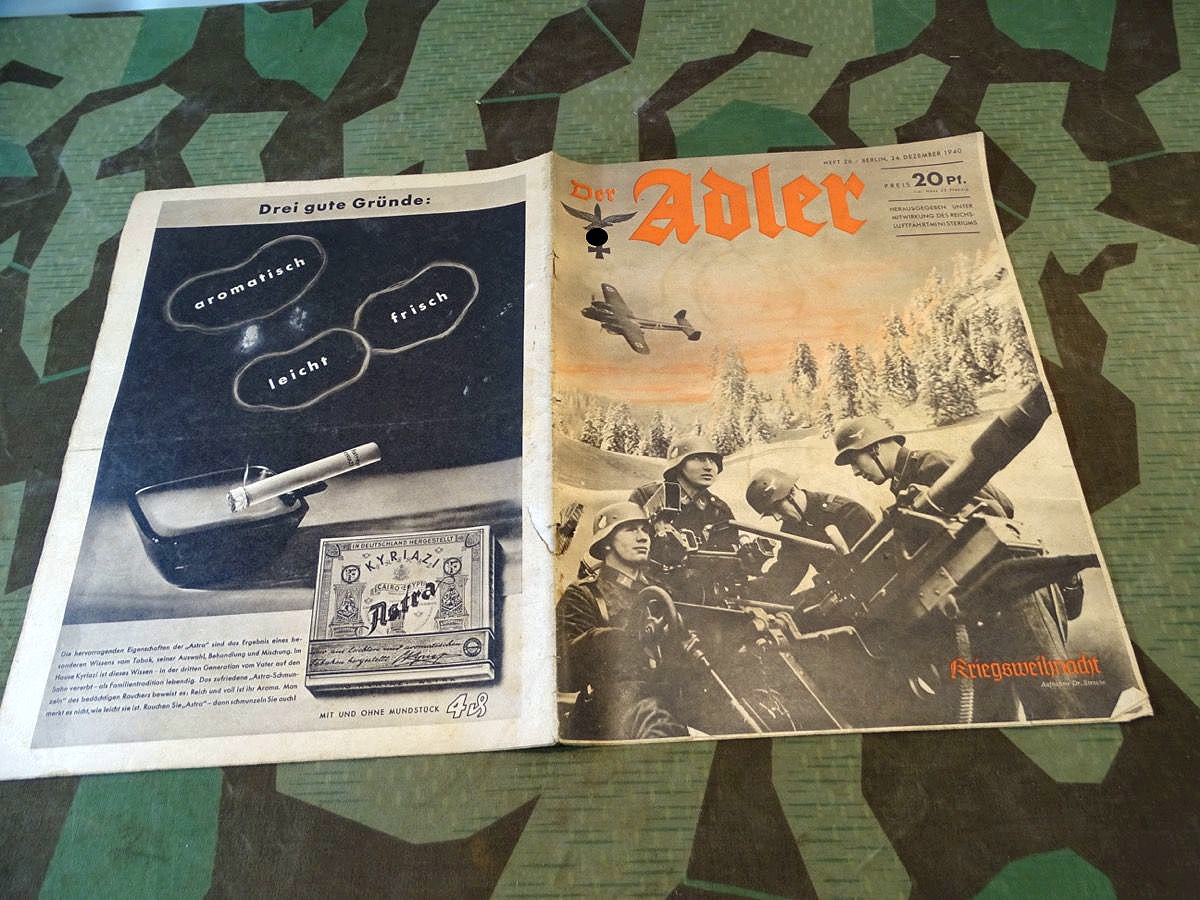 Drei gute Gründe:
aromatisch
frisch
leicht
IN DEUTSCHLAND HERGESTELLT
KYRIAZI
CAIRO-EGYPT
Astra
Die hervorragenden Eigenschaften der „Astra" sind das Ergebnis eines be-
sonderen Wissens vom Tabak, seiner Auswahl, Behandlung und Mischung. Im
Hause Kyriazi ist dieses Wissen - in der dritten Generation vom Vater auf den
Sohn vererbt - als Familientradition lebendig. Das zufriedene „Astra-Schmun-
zeln" des bedächtigen Rauchers beweist es: Reich und voll ist ihr Aroma. Man
merkt es nicht, wie leicht sie ist. Rauchen Sie „Astra" - dann schmunzeln Sie auch!
MIT UND OHNE MUNDSTÜCK 4₰
HEFT 26 / BERLIN, 24. DEZEMBER 1940
Der Adler
PREIS 20 Pf.
HERAUSGEGEBEN UNTER
MITWIRKUNG DES REICHS-
LUFTFAHRTMINISTERIUMS
Kriegsweihnacht
Aufnahme Dr. Strache